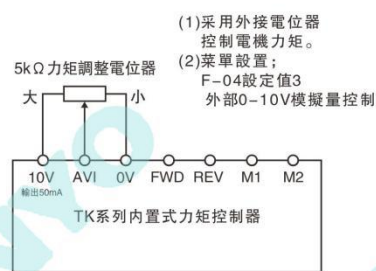 (1)采用外接電位器
控制電機力矩。
(2)菜單設置;
F-04設定值3
外部0-10V模擬量控制
5kΩ力矩調整電位器
大 小
10V AVI 0V FWD REV M1 M2
輸出50mA
TK系列内置式力矩控制器